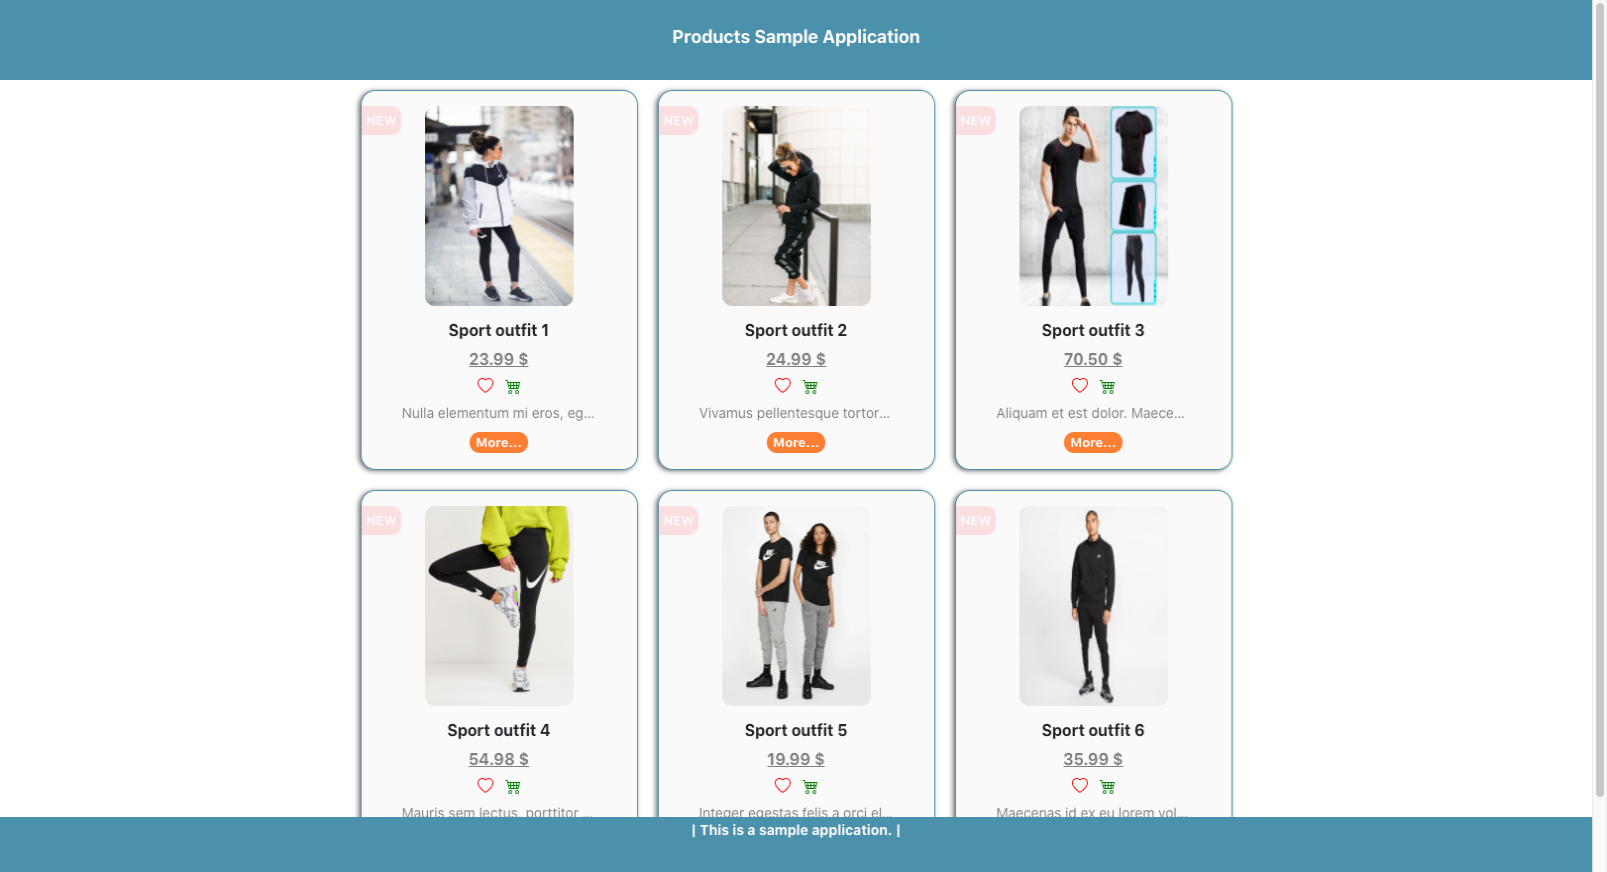 Products Sample Application
NEW
NEW
NEW
Sport outfit 1
Sport outfit 2
Sport outfit 3
23.99 $
24.99 $
70.50 $
Nulla elementum mi eros, eg...
Vivamus pellentesque tortor...
Aliquam et est dolor. Maece...
More...
More...
More...
NEW
NEW
NEW
Sport outfit 4
Sport outfit 5
Sport outfit 6
54.98 $
19.99 $
35.99 $
Mauris sem lectus, porttitor ...
Integer egestas felis a orci el...
Maecenas id ex eu lorem vol...
| This is a sample application. |